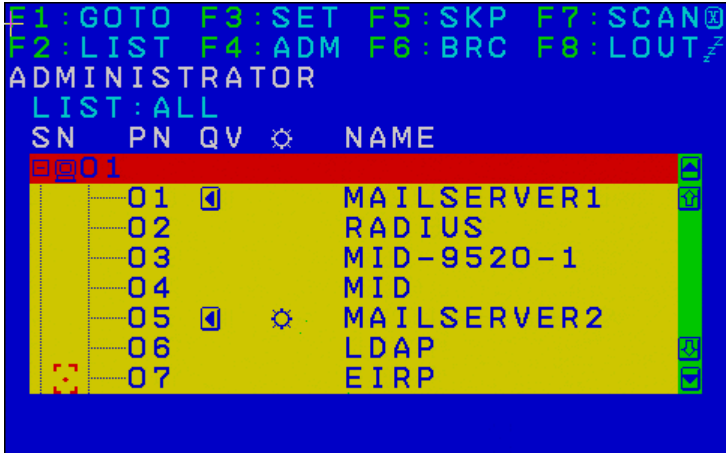 F1:GOTO F3:SET F5:SKP F7:SCAN
F2:LIST F4:ADM F6:BRC F8:LOUT zZ
ADMINISTRATOR
LIST:ALL
SN PN QV NAME
01
01 MAILSERVER1
02 RADIUS
03 MID-9520-1
04 MID
05 MAILSERVER2
06 LDAP
07 EIRP